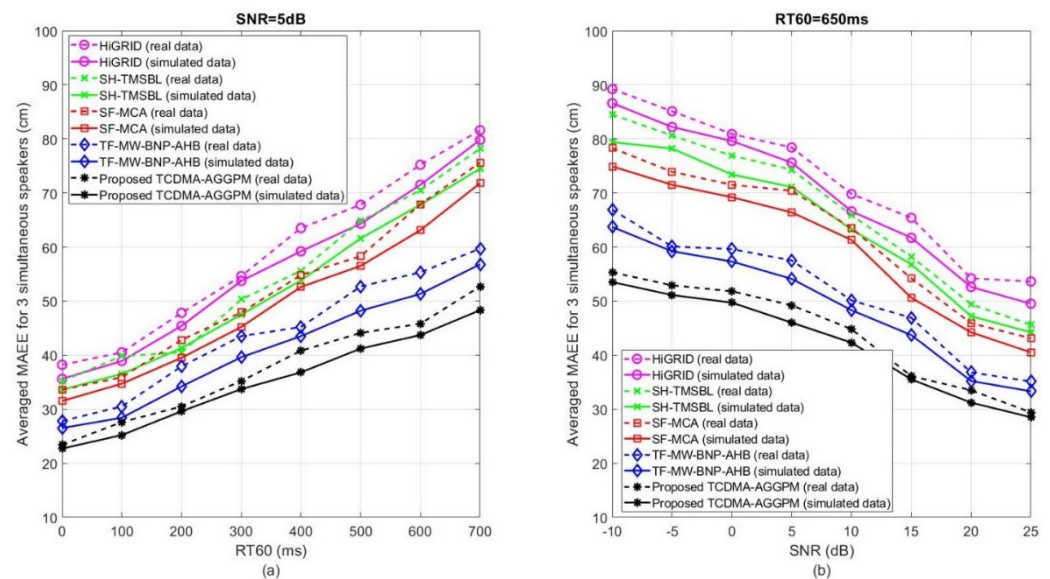 SNR=5dB
Averaged MAEE for 3 simultaneous speakers (cm)
100
90
80
70
60
50
40
30
20
10
HiGRID (real data)
HiGRID (simulated data)
SH-TMSBL (real data)
SH-TMSBL (simulated data)
SF-MCA (real data)
SF-MCA (simulated data)
TF-MW-BNP-AHB (real data)
TF-MW-BNP-AHB (simulated data)
Proposed TCDMA-AGGPM (real data)
Proposed TCDMA-AGGPM (simulated data)
0 100 200 300 400 500 600 700
RT60 (ms)
(a)
RT60=650ms
Averaged MAEE for 3 simultaneous speakers (cm)
100
90
80
70
60
50
40
30
20
10
HiGRID (real data)
HiGRID (simulated data)
SH-TMSBL (real data)
SH-TMSBL (simulated data)
SF-MCA (real data)
SF-MCA (simulated data)
TF-MW-BNP-AHB (real data)
TF-MW-BNP-AHB (simulated data)
Proposed TCDMA-AGGPM (real data)
Proposed TCDMA-AGGPM (simulated data)
-10 -5 0 5 10 15 20 25
SNR (dB)
(b)